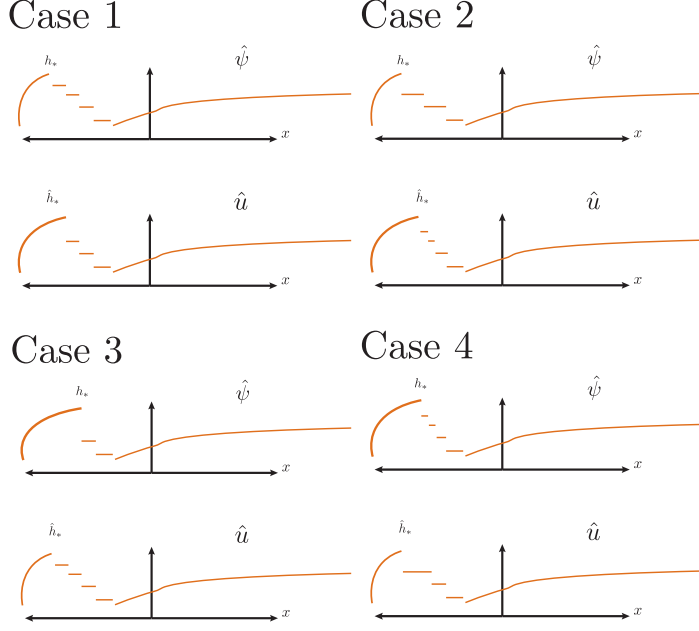 Case 1
Case 2
h_*
ψ̂
h_*
ψ̂
x
x
ĥ_*
û
ĥ_*
û
x
x
Case 3
Case 4
h_*
ψ̂
h_*
ψ̂
x
x
ĥ_*
û
ĥ_*
û
x
x